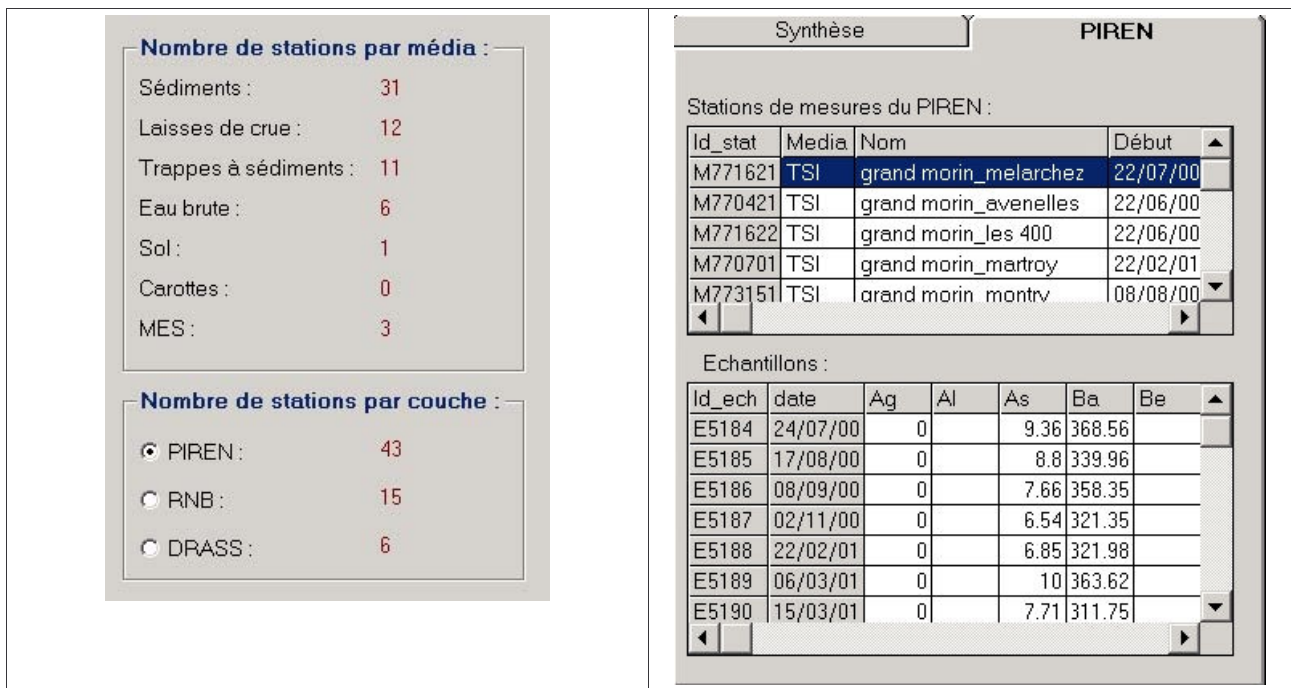 Nombre de stations par média :
Sédiments : 31
Laisses de crue : 12
Trappes à sédiments : 11
Eau brute : 6
Sol : 1
Carottes : 0
MES : 3
Nombre de stations par couche :
PIREN : 43
RNB : 15
DRASS : 6
Synthèse PIREN
Stations de mesures du PIREN :
Id_stat Media Nom Début
M771621 TSI grand morin_melarchez 22/07/00
M770421 TSI grand morin_avenelles 22/06/00
M771622 TSI grand morin_les 400 22/06/00
M770701 TSI grand morin_martroy 22/02/01
M773151 TSI grand morin_montry 08/08/00
Echantillons :
Id_ech date Ag Al As Ba Be
E5184 24/07/00 0 9.36 368.56
E5185 17/08/00 0 8.8 339.96
E5186 08/09/00 0 7.66 358.35
E5187 02/11/00 0 6.54 321.35
E5188 22/02/01 0 6.85 321.98
E5189 06/03/01 0 10 363.62
E5190 15/03/01 0 7.71 311.75